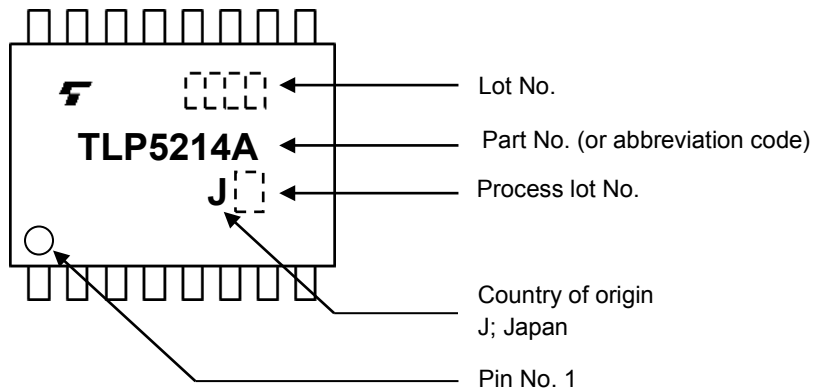 Lot No.
TLP5214A
Part No. (or abbreviation code)
J
Process lot No.
Country of origin
J; Japan
Pin No. 1